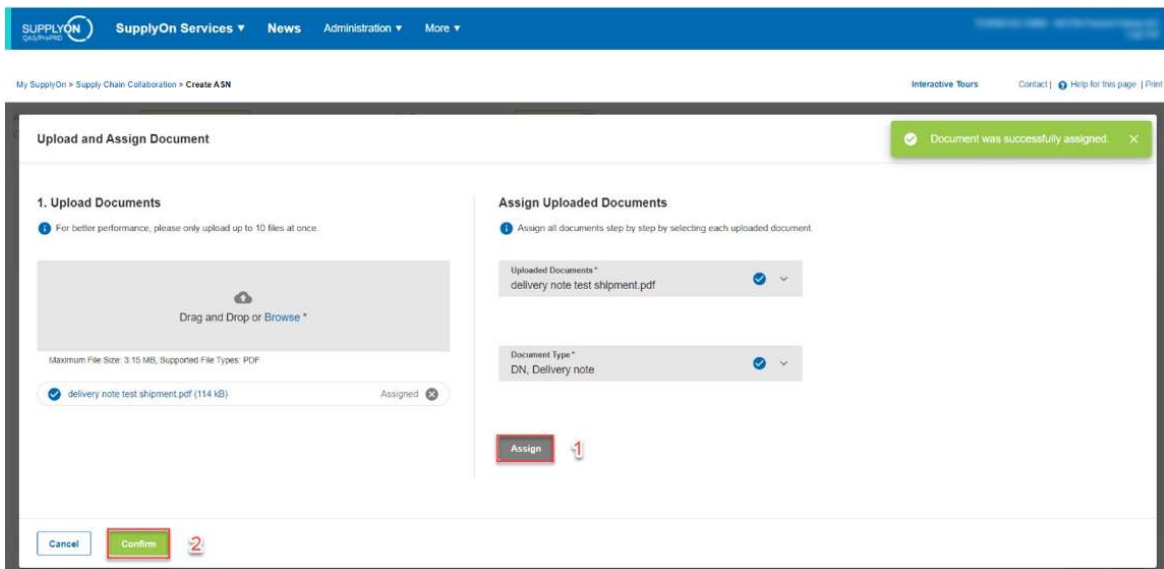 SUPPLYON
QAS/PrePRD
SupplyOn Services ▾ News Administration ▾ More ▾
My SupplyOn > Supply Chain Collaboration > Create ASN
Interactive Tours Contact | Help for this page | Print
Upload and Assign Document
Document was successfully assigned.
1. Upload Documents
For better performance, please only upload up to 10 files at once.
Drag and Drop or Browse *
Maximum File Size: 3.15 MB, Supported File Types: PDF
delivery note test shipment.pdf (114 kB) Assigned
Assign Uploaded Documents
Assign all documents step by step by selecting each uploaded document.
Uploaded Documents *
delivery note test shipment.pdf
Document Type *
DN, Delivery note
Assign 1
Cancel Confirm 2